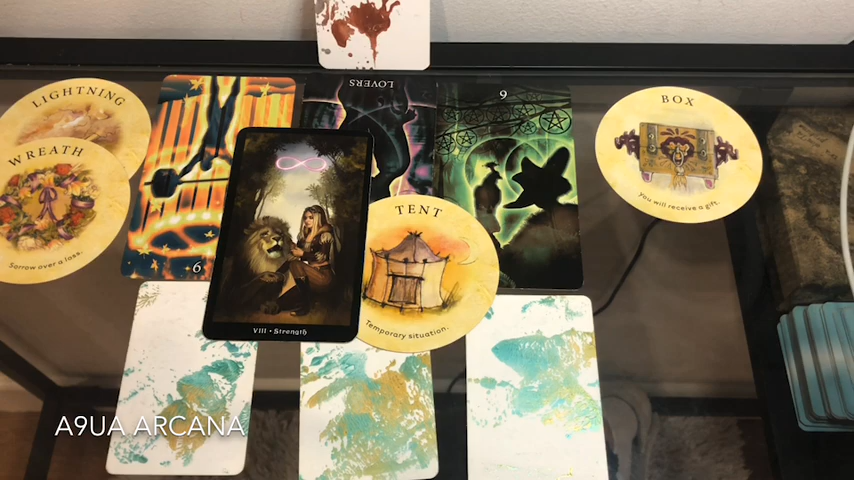 LIGHTNING
LOVERS
9
BOX
WREATH
You will receive a gift.
TENT
Sorrow over a loss.
6
Temporary situation.
VIII • Strength
A9UA ARCANA